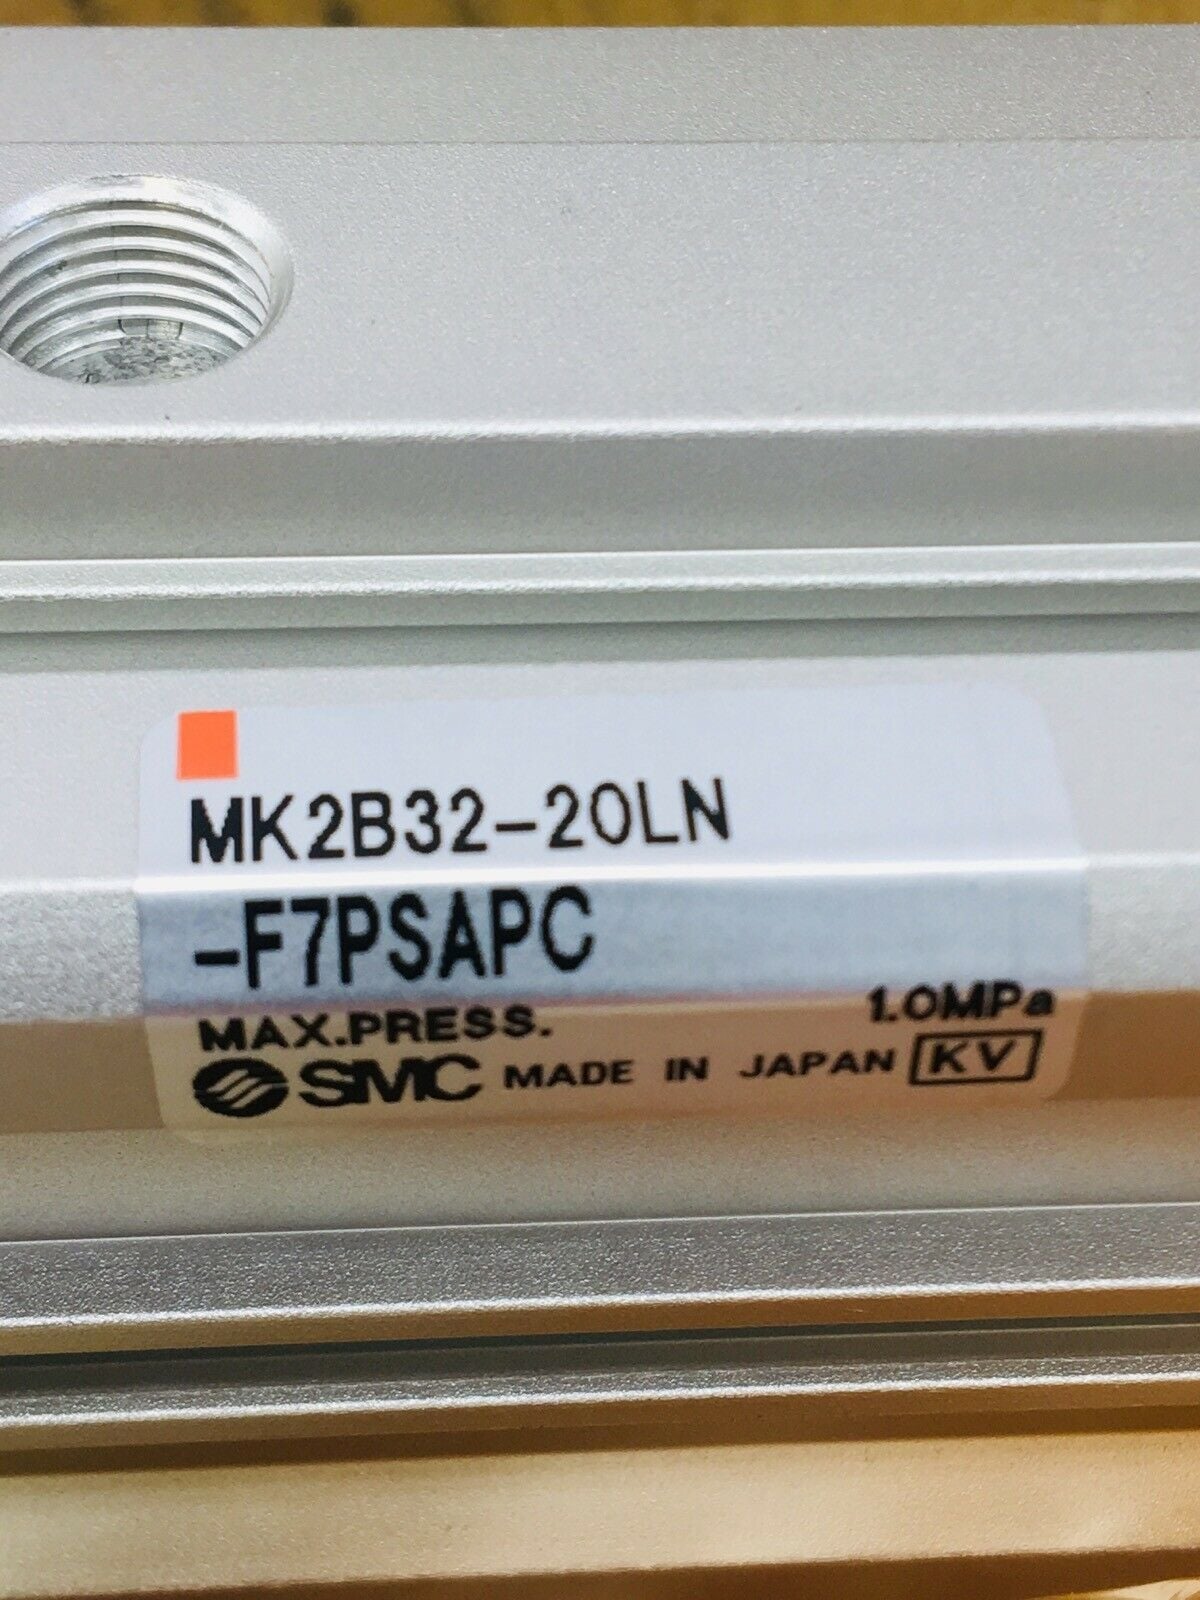 MK2B32-20LN
-F7PSAPC
MAX.PRESS. 1.0MPa
SMC MADE IN JAPAN KV